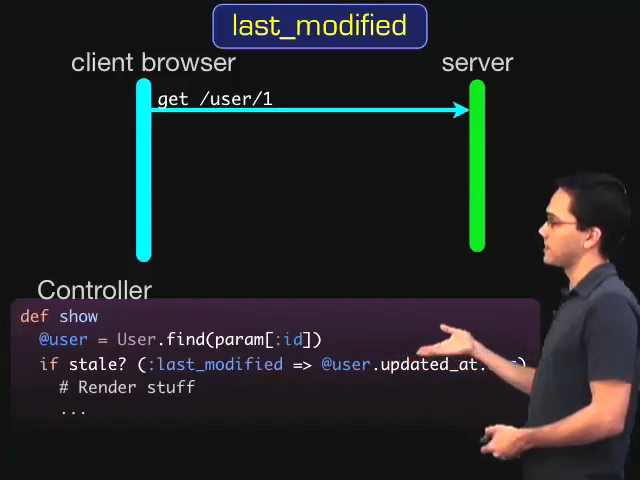 last_modified
client browser
server
get /user/1
Controller
def show
@user = User.find(param[:id])
if stale? (:last_modified => @user.updated_at.
# Render stuff
...